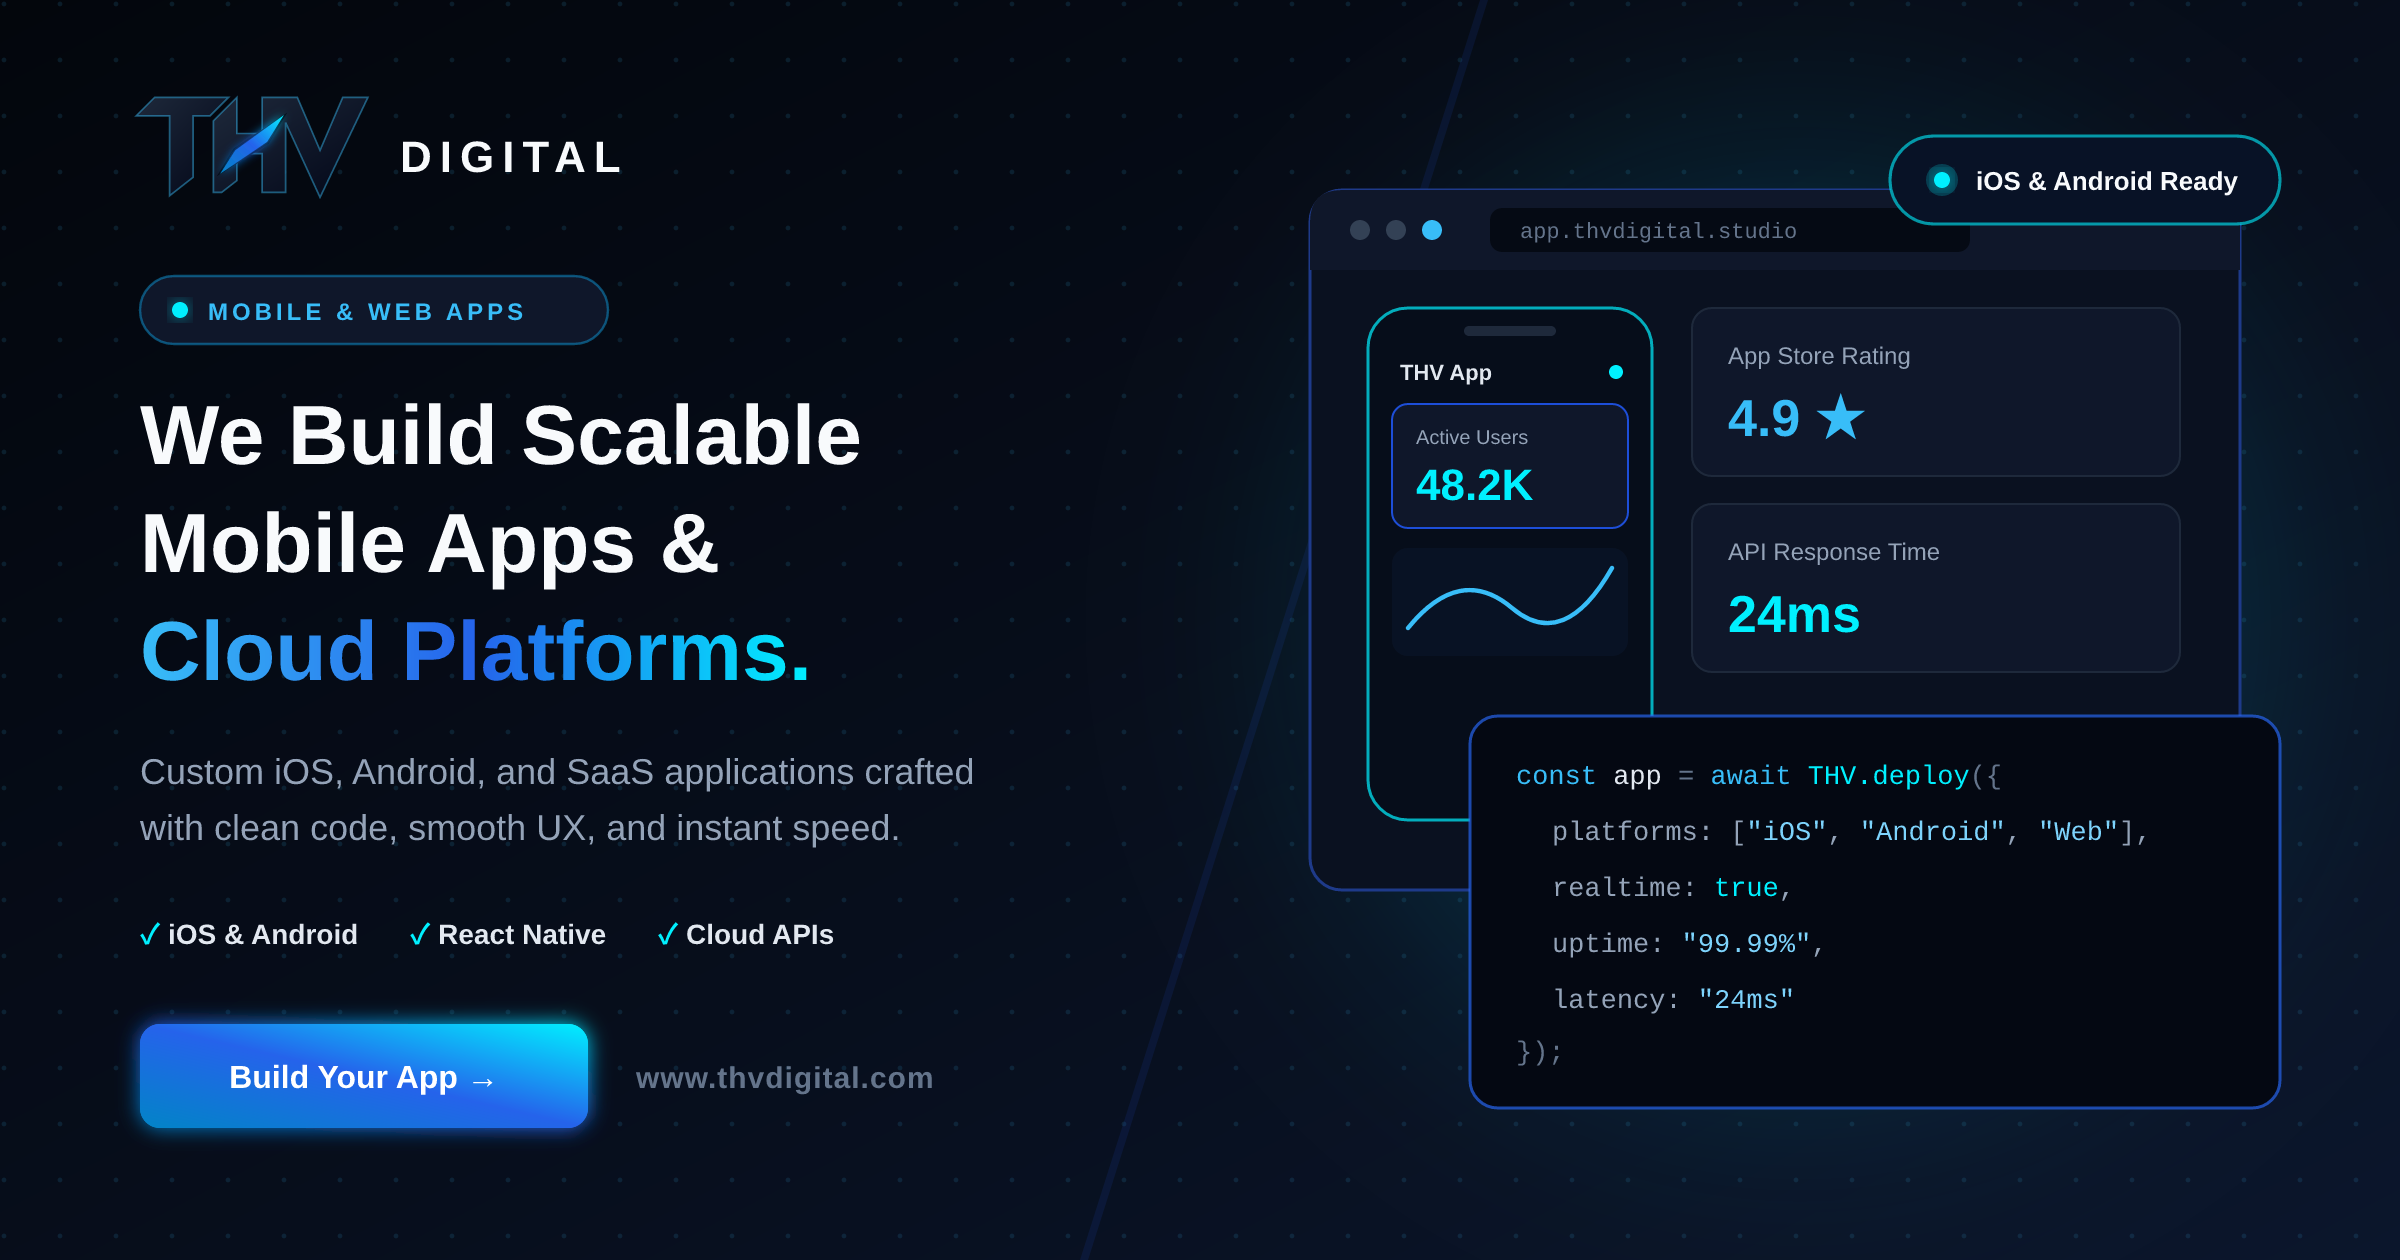 THV DIGITAL
MOBILE & WEB APPS
We Build Scalable
Mobile Apps &
Cloud Platforms.
Custom iOS, Android, and SaaS applications crafted
with clean code, smooth UX, and instant speed.
✓ iOS & Android ✓ React Native ✓ Cloud APIs
Build Your App →
www.thvdigital.com
iOS & Android Ready
app.thvdigital.studio
THV App
Active Users
48.2K
App Store Rating
4.9 ★
API Response Time
24ms
const app = await THV.deploy({
platforms: ["iOS", "Android", "Web"],
realtime: true,
uptime: "99.99%",
latency: "24ms"
});